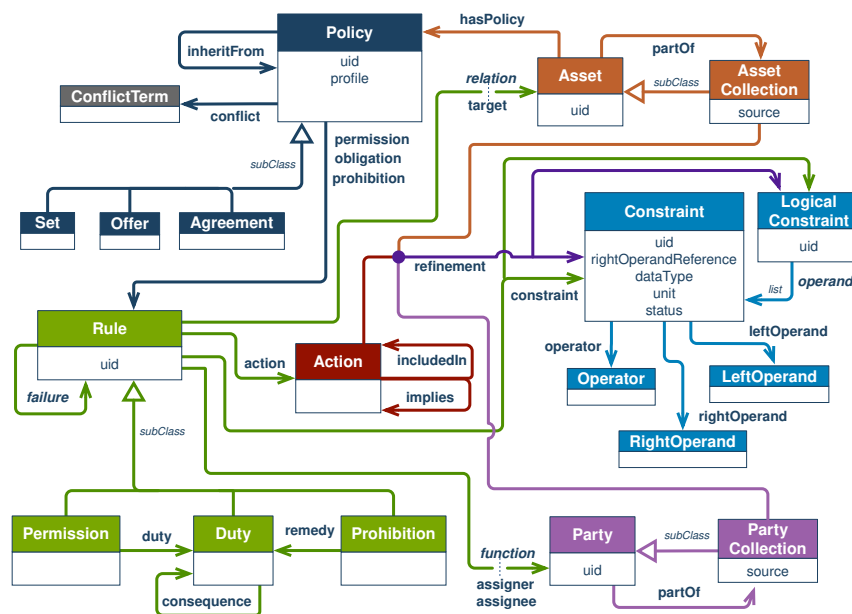 hasPolicy
Policy
inheritFrom
uid
profile
partOf
Asset
uid
subClass
Asset
Collection
source
relation
target
ConflictTerm
conflict
permission
obligation
prohibition
subClass
Set
Offer
Agreement
Constraint
uid
rightOperandReference
dataType
unit
status
Logical
Constraint
uid
refinement
constraint
operand
list
Rule
uid
failure
action
Action
includedIn
implies
operator
leftOperand
Operator
LeftOperand
rightOperand
RightOperand
subClass
Permission
duty
Duty
remedy
Prohibition
consequence
function
assigner
assignee
Party
uid
subClass
Party
Collection
source
partOf